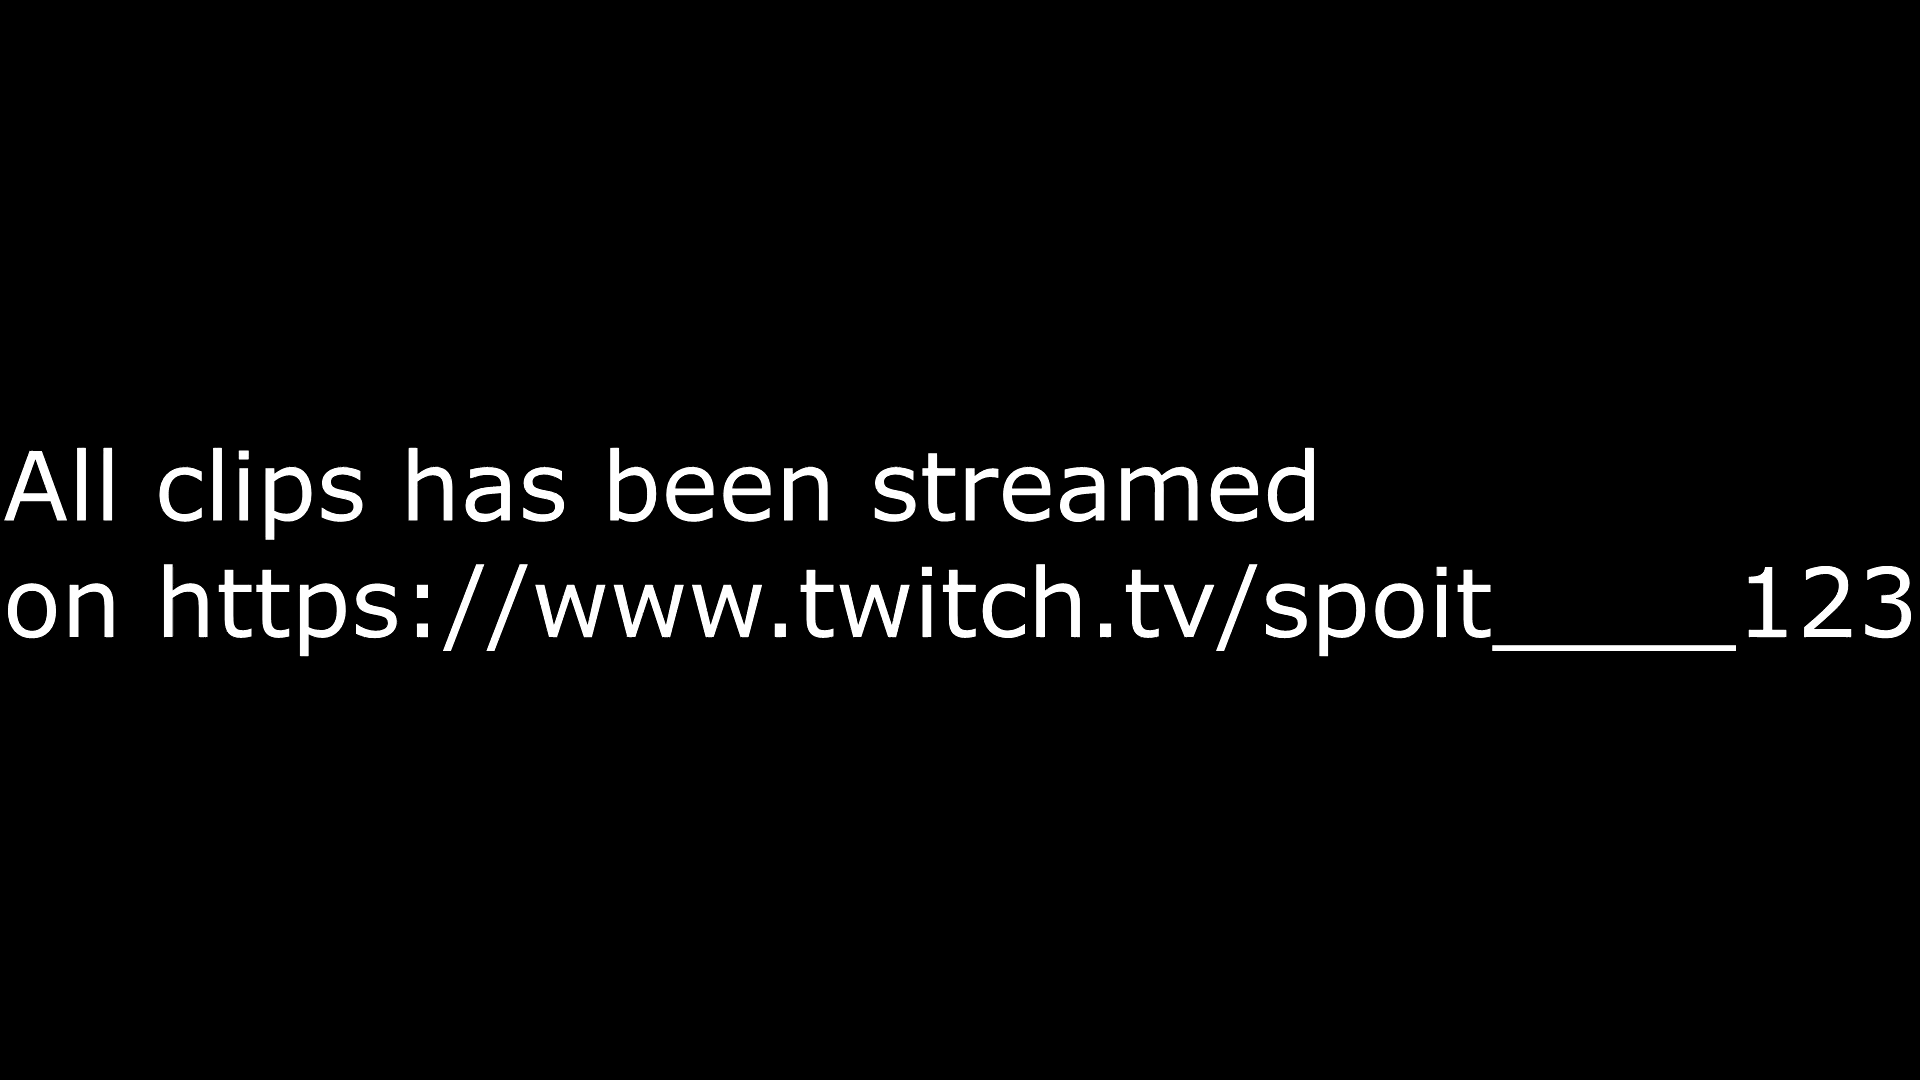 All clips has been streamed
on https://www.twitch.tv/spoit____123